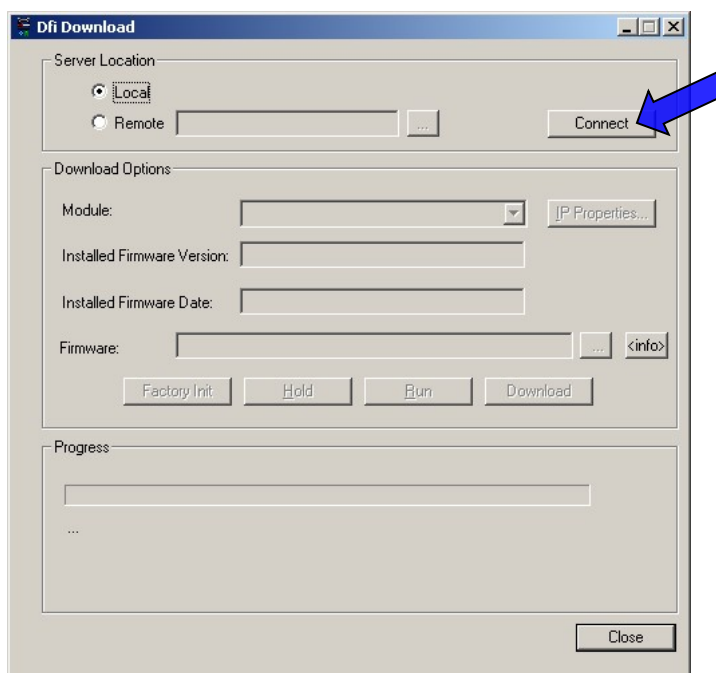 Dfi Download
Server Location
Local
Remote ... Connect
Download Options
Module: IP Properties...
Installed Firmware Version:
Installed Firmware Date:
Firmware: ... <info>
Factory Init Hold Run Download
Progress
...
Close